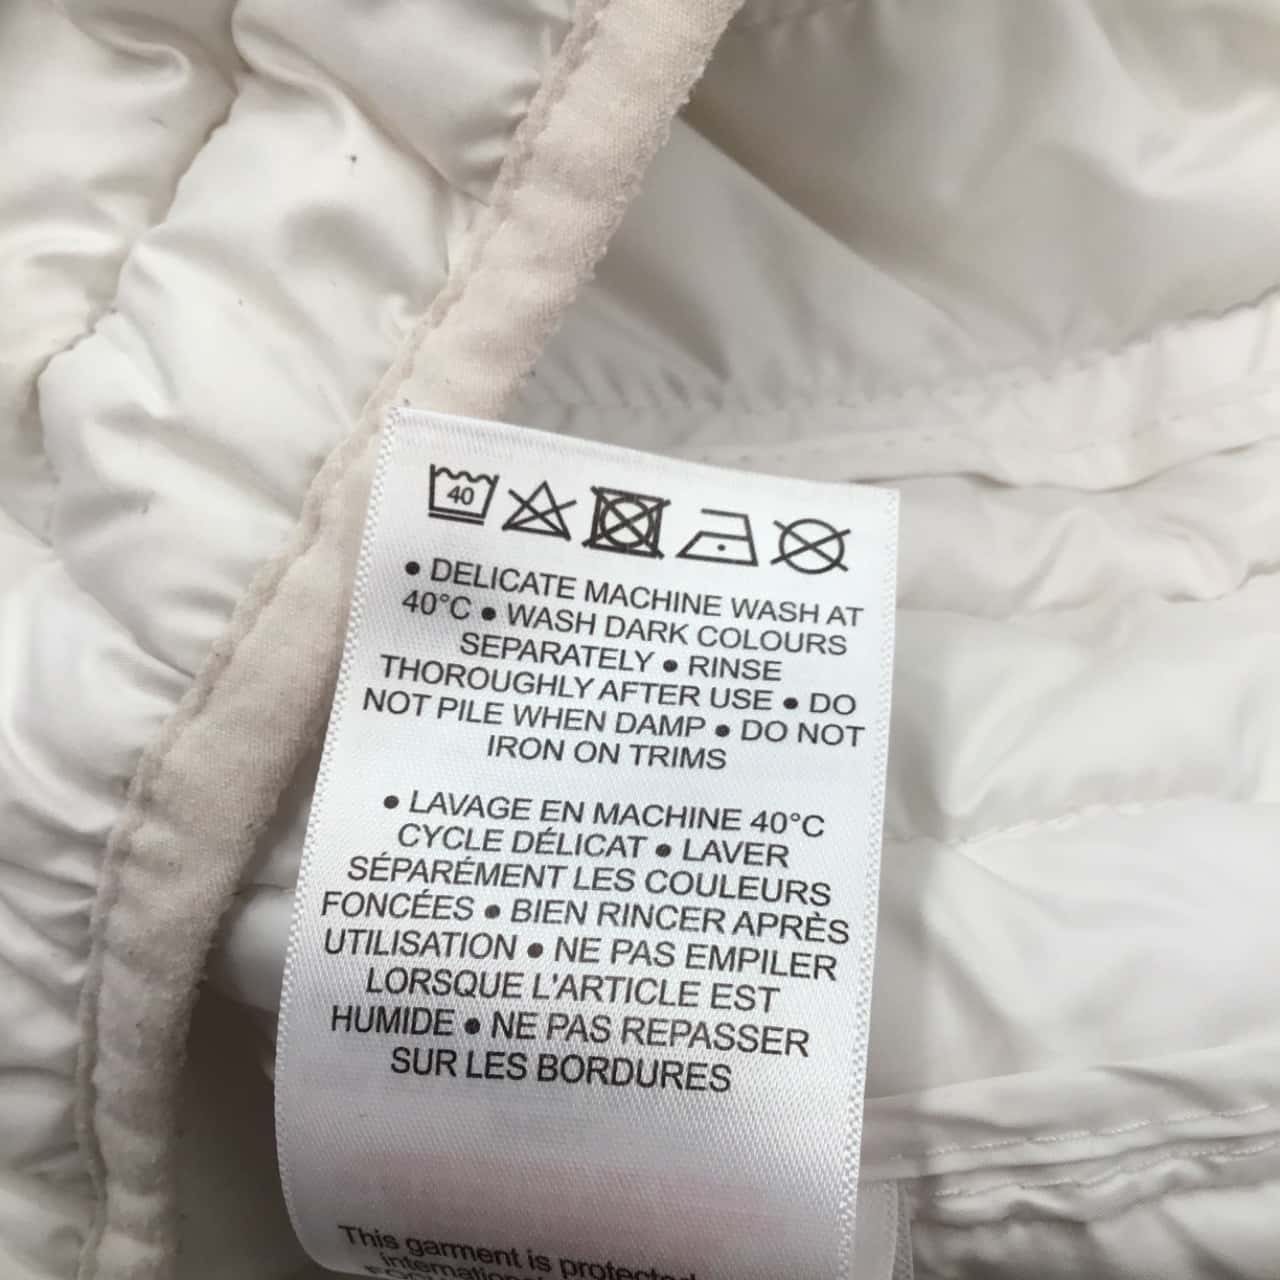 40
• DELICATE MACHINE WASH AT
40°C • WASH DARK COLOURS
SEPARATELY • RINSE
THOROUGHLY AFTER USE • DO
NOT PILE WHEN DAMP • DO NOT
IRON ON TRIMS
• LAVAGE EN MACHINE 40°C
CYCLE DÉLICAT • LAVER
SÉPARÉMENT LES COULEURS
FONCÉES • BIEN RINCER APRÈS
UTILISATION • NE PAS EMPILER
LORSQUE L'ARTICLE EST
HUMIDE • NE PAS REPASSER
SUR LES BORDURES
This garment is protected